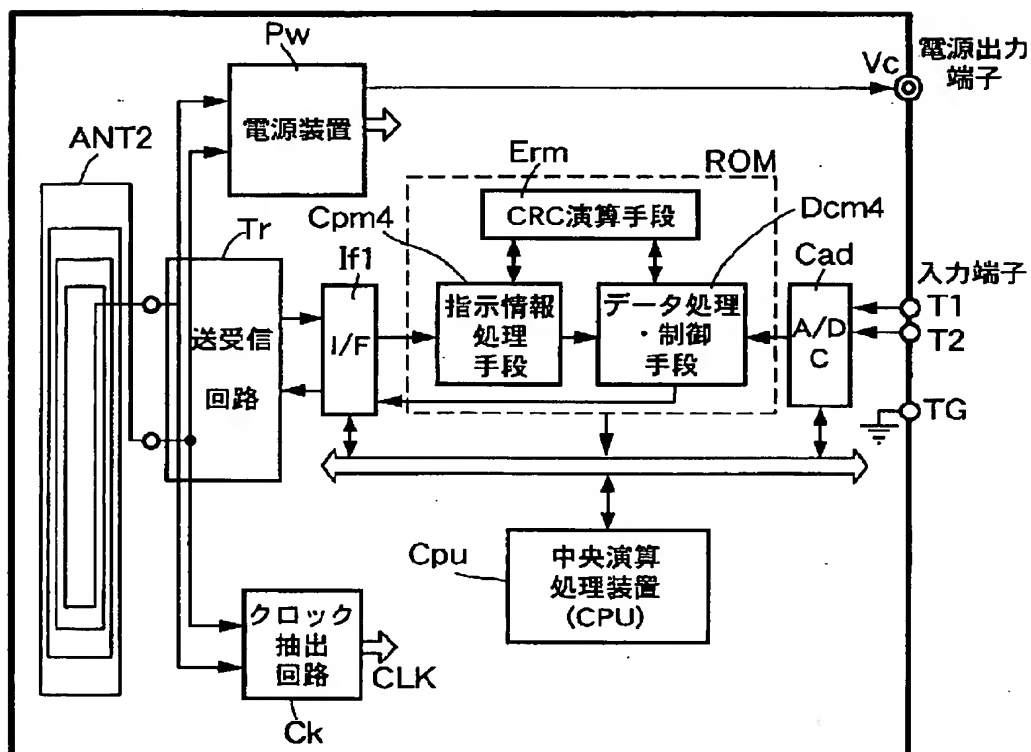 Pw
電源装置
Vc
電源出力
端子
ANT2
Erm
ROM
CRC演算手段
Cpm4
Dcm4
Tr
If1
Cad
送受信
回路
I/F
指示情報
処理
手段
データ処理
・制御
手段
A/D
C
入力端子
T1
T2
TG
Cpu
中央演算
処理装置
(CPU)
クロック
抽出
回路
CLK
Ck